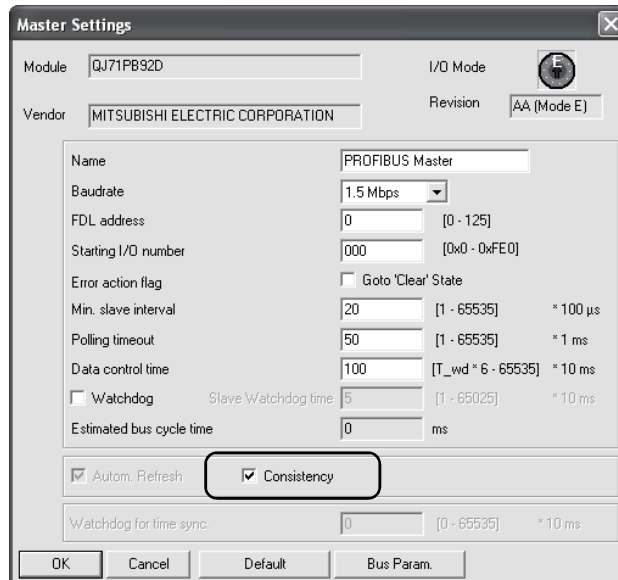 Master Settings
Module QJ71PB92D I/O Mode E
Revision AA (Mode E)
Vendor MITSUBISHI ELECTRIC CORPORATION
Name PROFIBUS Master
Baudrate 1.5 Mbps
FDL address 0 [0 - 125]
Starting I/O number 000 [0x0 - 0xFE0]
Error action flag Goto 'Clear' State
Min. slave interval 20 [1 - 65535] * 100 µs
Polling timeout 50 [1 - 65535] * 1 ms
Data control time 100 [T_wd * 6 - 65535] * 10 ms
Watchdog Slave Watchdog time 5 [1 - 65025] * 10 ms
Estimated bus cycle time 0 ms
Autom. Refresh Consistency
Watchdog for time sync. 0 [0 - 65535] * 10 ms
OK Cancel Default Bus Param.